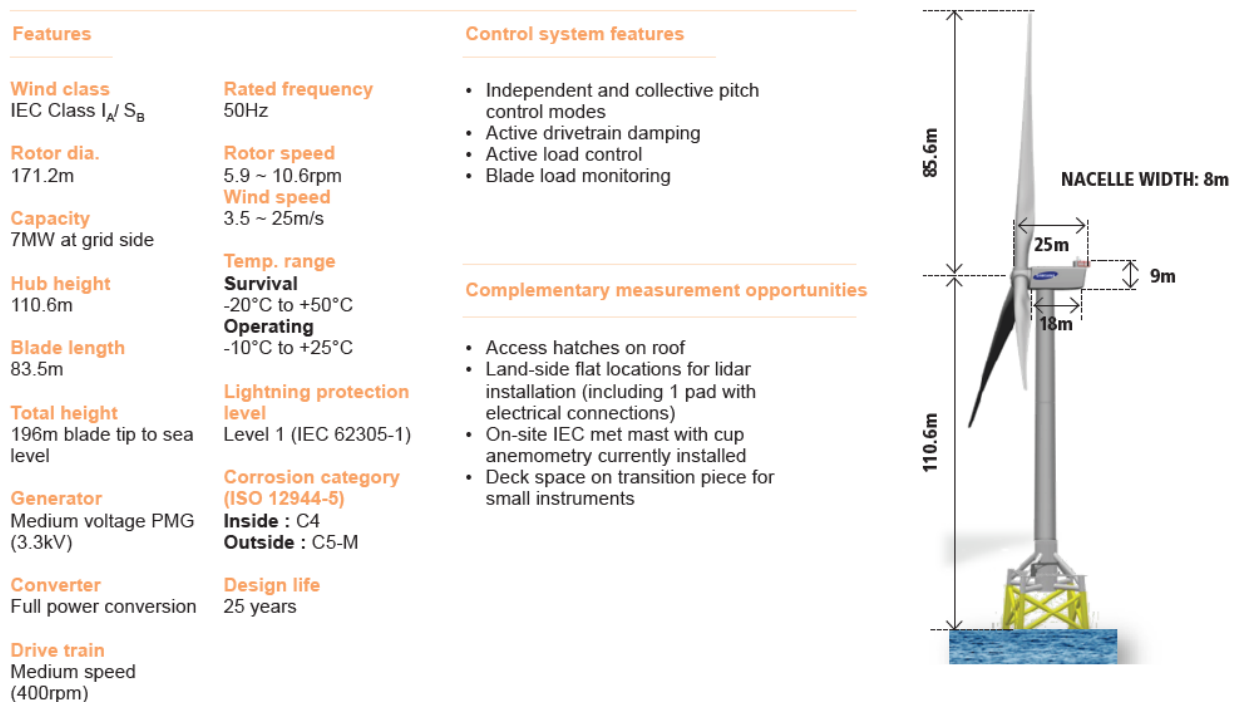 Features
Wind class
IEC Class IA/ SB
Rotor dia.
171.2m
Capacity
7MW at grid side
Hub height
110.6m
Blade length
83.5m
Total height
196m blade tip to sea
level
Generator
Medium voltage PMG
(3.3kV)
Converter
Full power conversion
Drive train
Medium speed
(400rpm)
Rated frequency
50Hz
Rotor speed
5.9 ~ 10.6rpm
Wind speed
3.5 ~ 25m/s
Temp. range
Survival
-20°C to +50°C
Operating
-10°C to +25°C
Lightning protection
level
Level 1 (IEC 62305-1)
Corrosion category
(ISO 12944-5)
Inside : C4
Outside : C5-M
Design life
25 years
Control system features
• Independent and collective pitch
control modes
• Active drivetrain damping
• Active load control
• Blade load monitoring
Complementary measurement opportunities
• Access hatches on roof
• Land-side flat locations for lidar
installation (including 1 pad with
electrical connections)
• On-site IEC met mast with cup
anemometry currently installed
• Deck space on transition piece for
small instruments
85.6m
NACELLE WIDTH: 8m
25m
9m
18m
110.6m